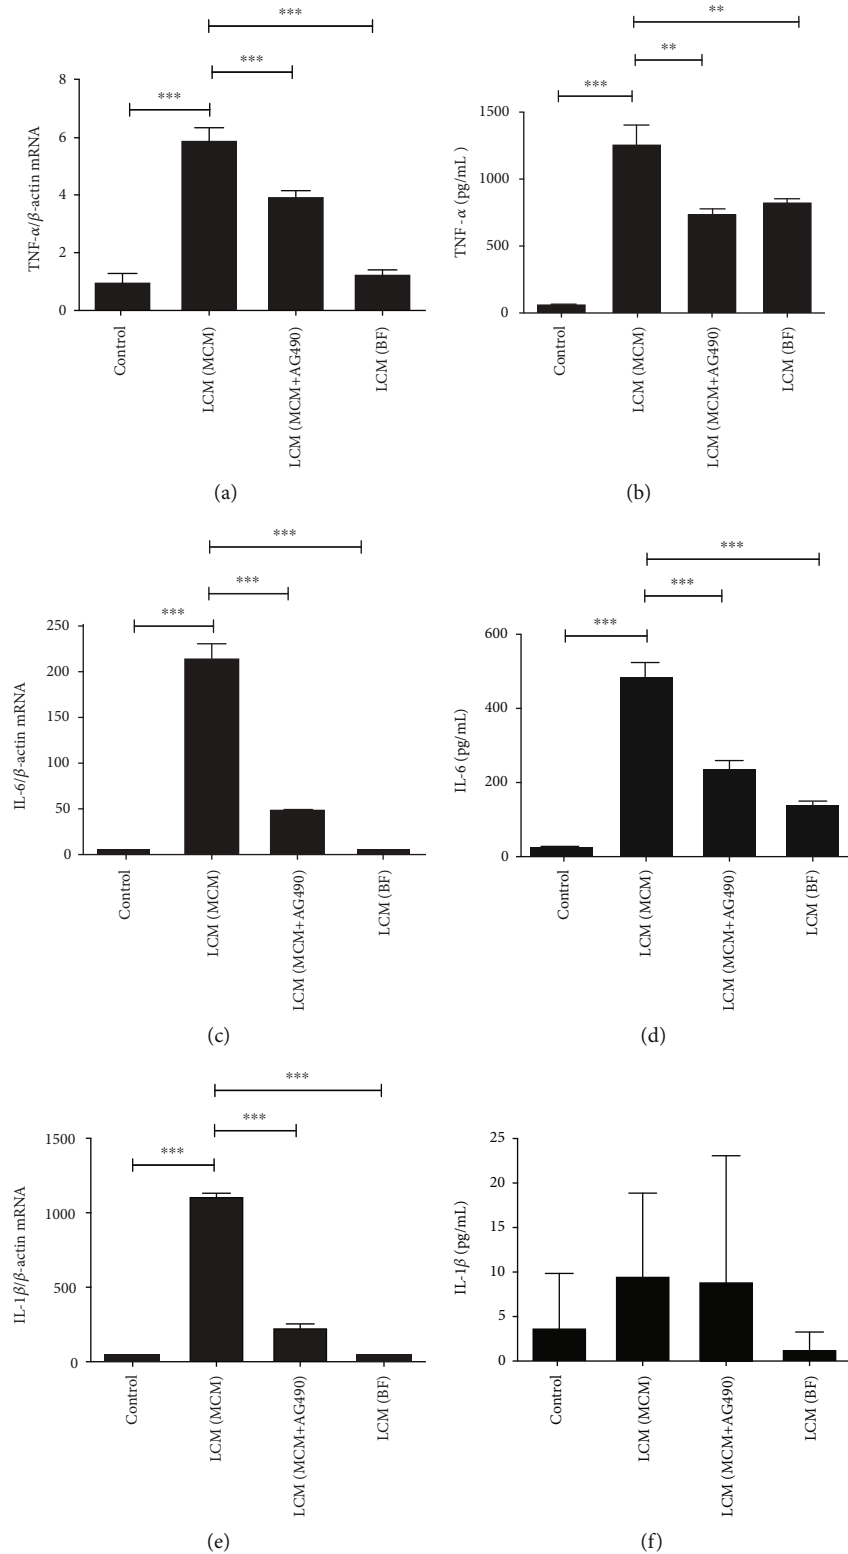 ***
***
***
8
6
4
2
0
TNF-α/β-actin mRNA
Control
LCM (MCM)
LCM (MCM+AG490)
LCM (BF)
(a)
**
**
***
1500
1000
500
0
TNF-α (pg/mL)
Control
LCM (MCM)
LCM (MCM+AG490)
LCM (BF)
(b)
***
***
***
250
200
150
100
50
0
IL-6/β-actin mRNA
Control
LCM (MCM)
LCM (MCM+AG490)
LCM (BF)
(c)
***
***
***
600
400
200
0
IL-6 (pg/mL)
Control
LCM (MCM)
LCM (MCM+AG490)
LCM (BF)
(d)
***
***
***
1500
1000
500
0
IL-1β/β-actin mRNA
Control
LCM (MCM)
LCM (MCM+AG490)
LCM (BF)
(e)
25
20
15
10
5
0
IL-1β (pg/mL)
Control
LCM (MCM)
LCM (MCM+AG490)
LCM (BF)
(f)